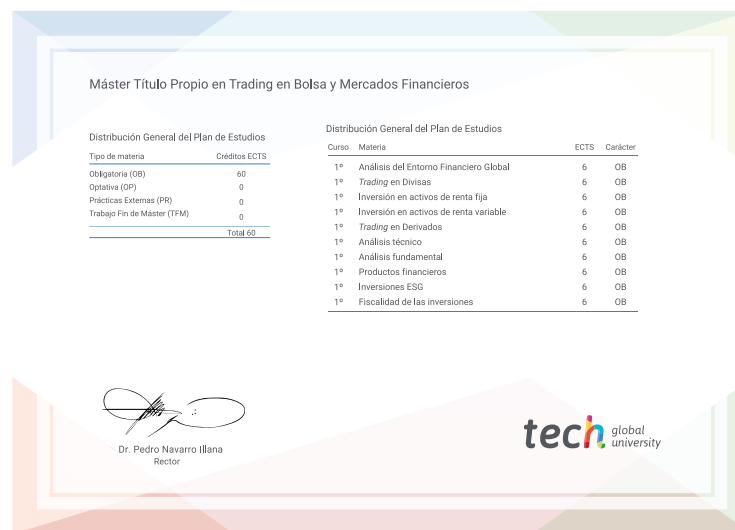 Máster Título Propio en Trading en Bolsa y Mercados Financieros
Distribución General del Plan de Estudios
Tipo de materia Créditos ECTS
Obligatoria (OB) 60
Optativa (OP) 0
Prácticas Externas (PR) 0
Trabajo Fin de Máster (TFM) 0
Total 60
Distribución General del Plan de Estudios
Curso Materia ECTS Carácter
1º Análisis del Entorno Financiero Global 6 OB
1º Trading en Divisas 6 OB
1º Inversión en activos de renta fija 6 OB
1º Inversión en activos de renta variable 6 OB
1º Trading en Derivados 6 OB
1º Análisis técnico 6 OB
1º Análisis fundamental 6 OB
1º Productos financieros 6 OB
1º Inversiones ESG 6 OB
1º Fiscalidad de las inversiones 6 OB
Dr. Pedro Navarro Illana
Rector
tech global
university